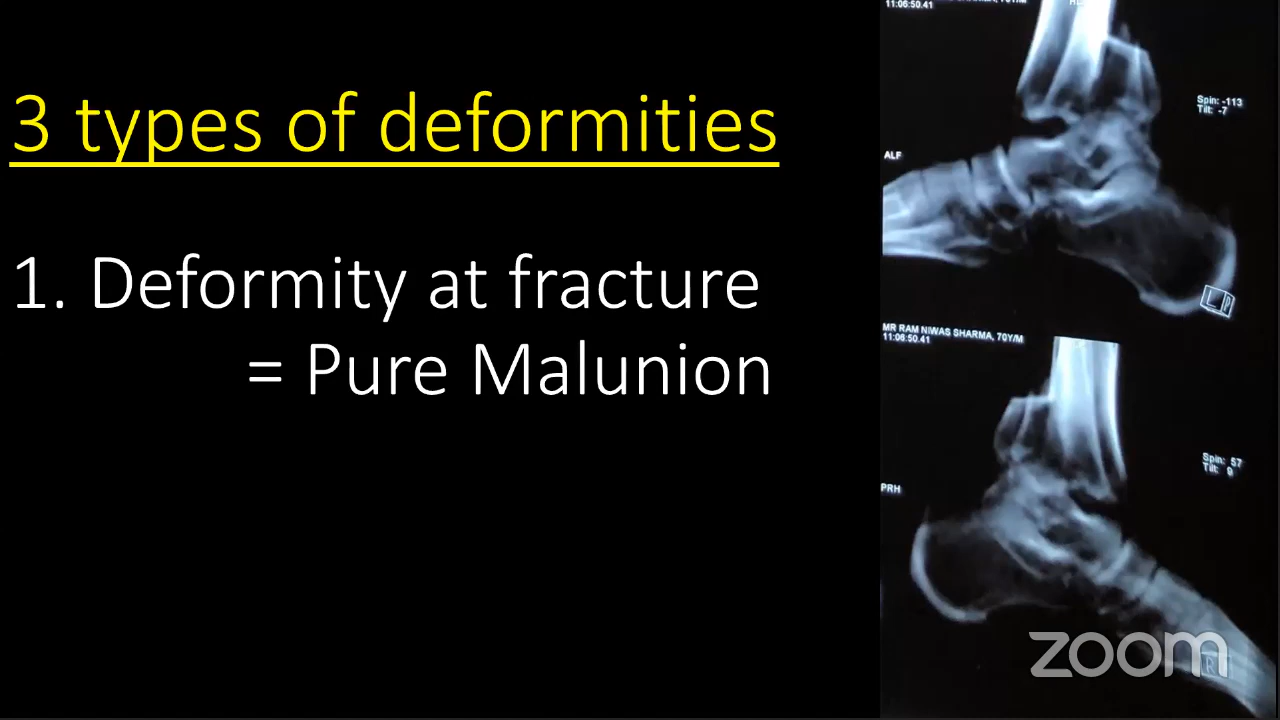 3 types of deformities
1. Deformity at fracture
= Pure Malunion
11:06:50.41
Spin: -113
Tilt: -7
ALF
L P
MR RAM NIWAS SHARMA, 70Y/M
11:06:50.41
Spin: 57
Tilt: 9
PRH
zoom
R